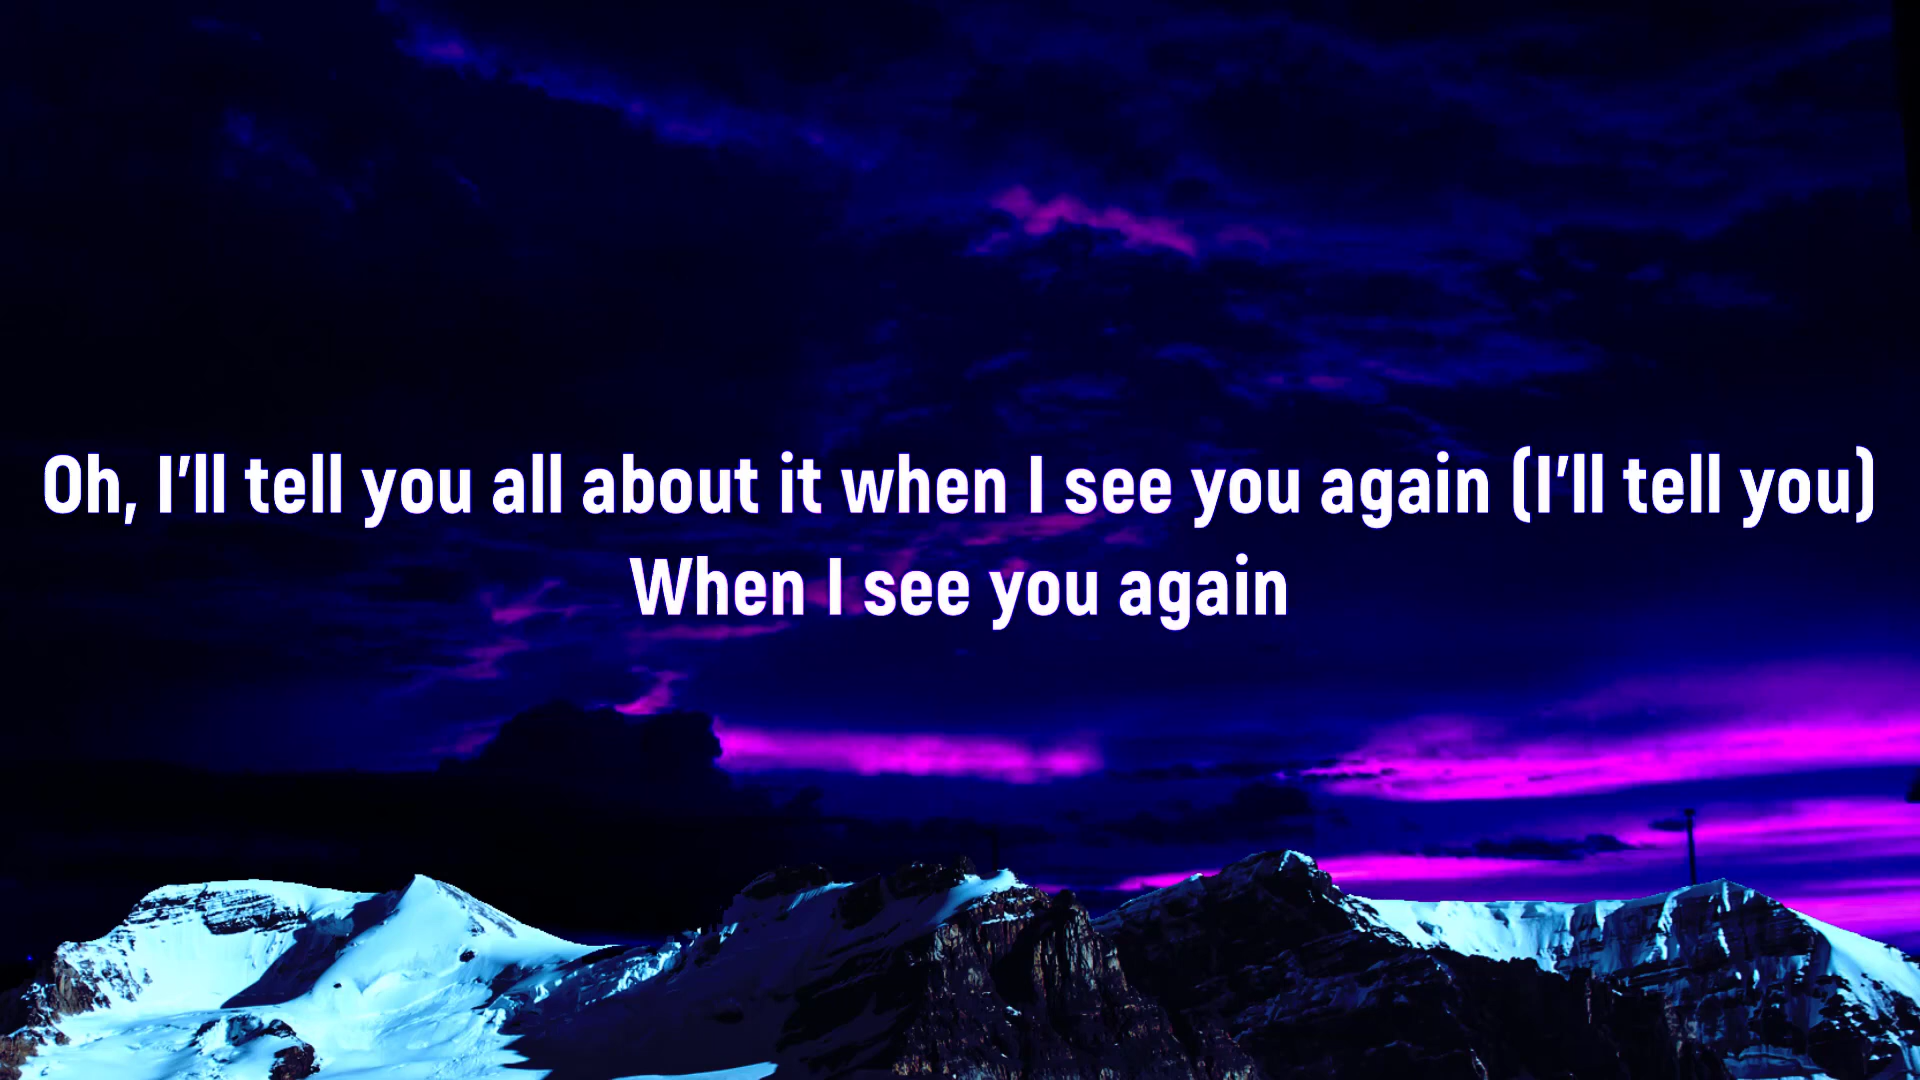 Oh, I’ll tell you all about it when I see you again (I’ll tell you)
When I see you again